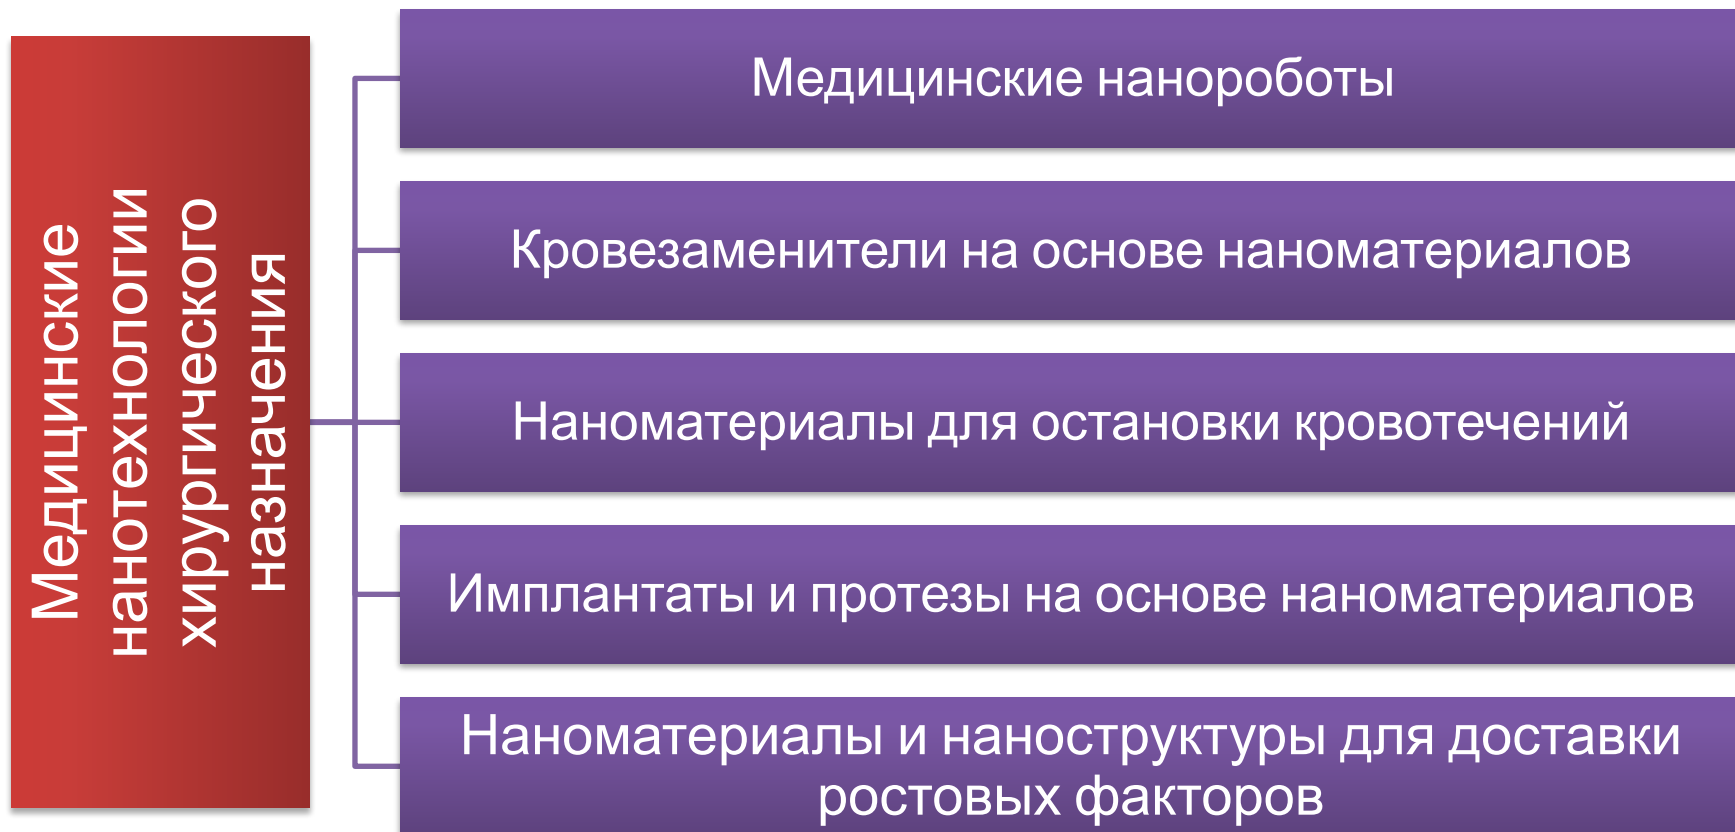 Медицинские
нанотехнологии
хирургического
назначения
Медицинские нанороботы
Кровезаменители на основе наноматериалов
Наноматериалы для остановки кровотечений
Имплантаты и протезы на основе наноматериалов
Наноматериалы и наноструктуры для доставки
ростовых факторов